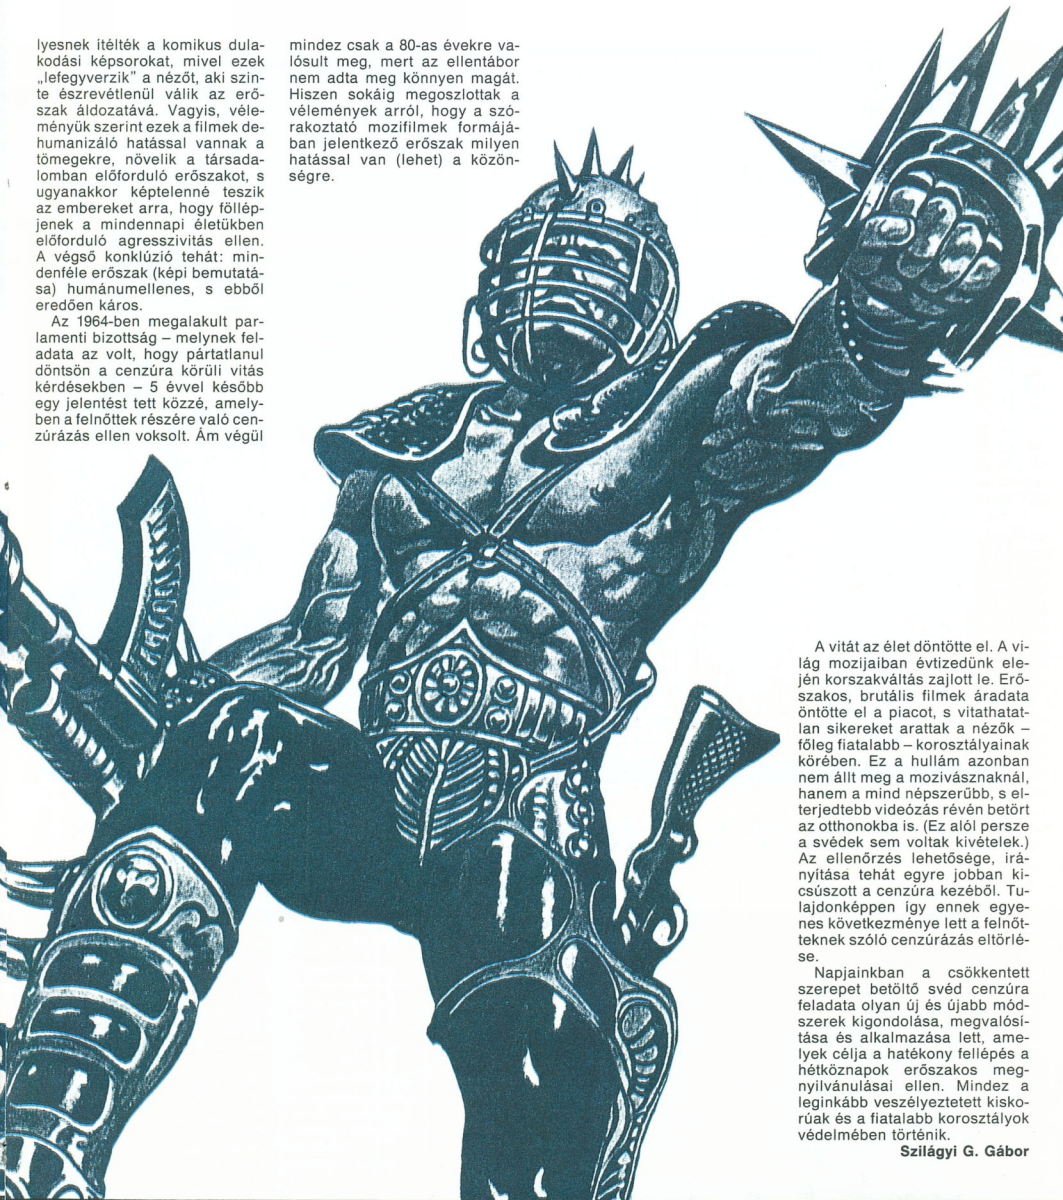 lyesnek ítélték a komikus dula-
kodási képsorokat, mivel ezek
„lefegyverzik” a nézőt, aki szin-
te észrevétlenül válik az erő-
szak áldozatává. Vagyis, véle-
ményük szerint ezek a filmek de-
humanizáló hatással vannak a
tömegekre, növelik a társada-
lomban előforduló erőszakot, s
ugyanakkor képtelenné teszik
az embereket arra, hogy föllép-
jenek a mindennapi életükben
előforduló agresszivitás ellen.
A végső konklúzió tehát: min-
denféle erőszak (képi bemutatá-
sa) humánumellenes, s ebből
eredően káros.
Az 1964-ben megalakult par-
lamenti bizottság – melynek fel-
adata az volt, hogy pártatlanul
döntsön a cenzúra körüli vitás
kérdésekben – 5 évvel később
egy jelentést tett közzé, amely-
ben a felnőttek részére való cen-
zúrázás ellen voksolt. Ám végül
mindez csak a 80-as évekre va-
lósult meg, mert az ellentábor
nem adta meg könnyen magát.
Hiszen sokáig megoszlottak a
vélemények arról, hogy a szó-
rakoztató mozifilmek formájá-
ban jelentkező erőszak milyen
hatással van (lehet) a közön-
ségre.
A vitát az élet döntötte el. A vi-
lág mozijaiban évtizedünk ele-
jén korszakváltás zajlott le. Erő-
szakos, brutális filmek áradata
öntötte el a piacot, s vitathatat-
lan sikereket arattak a nézők –
főleg fiatalabb – korosztályainak
körében. Ez a hullám azonban
nem állt meg a mozivásznaknál,
hanem a mind népszerűbb, s el-
terjedtebb videózás révén betört
az otthonokba is. (Ez alól persze
a svédek sem voltak kivételek.)
Az ellenőrzés lehetősége, irá-
nyítása tehát egyre jobban ki-
csúszott a cenzúra kezéből. Tu-
lajdonképpen így ennek egye-
nes következménye lett a felnőt-
teknek szóló cenzúrázás eltörlé-
se.
Napjainkban a csökkentett
szerepet betöltő svéd cenzúra
feladata olyan új és újabb mód-
szerek kigondolása, megvalósí-
tása és alkalmazása lett, ame-
lyek célja a hatékony fellépés a
hétköznapok erőszakos meg-
nyilvánulásai ellen. Mindez a
leginkább veszélyeztetett kisko-
rúak és a fiatalabb korosztályok
védelmében történik.
Szilágyi G. Gábor